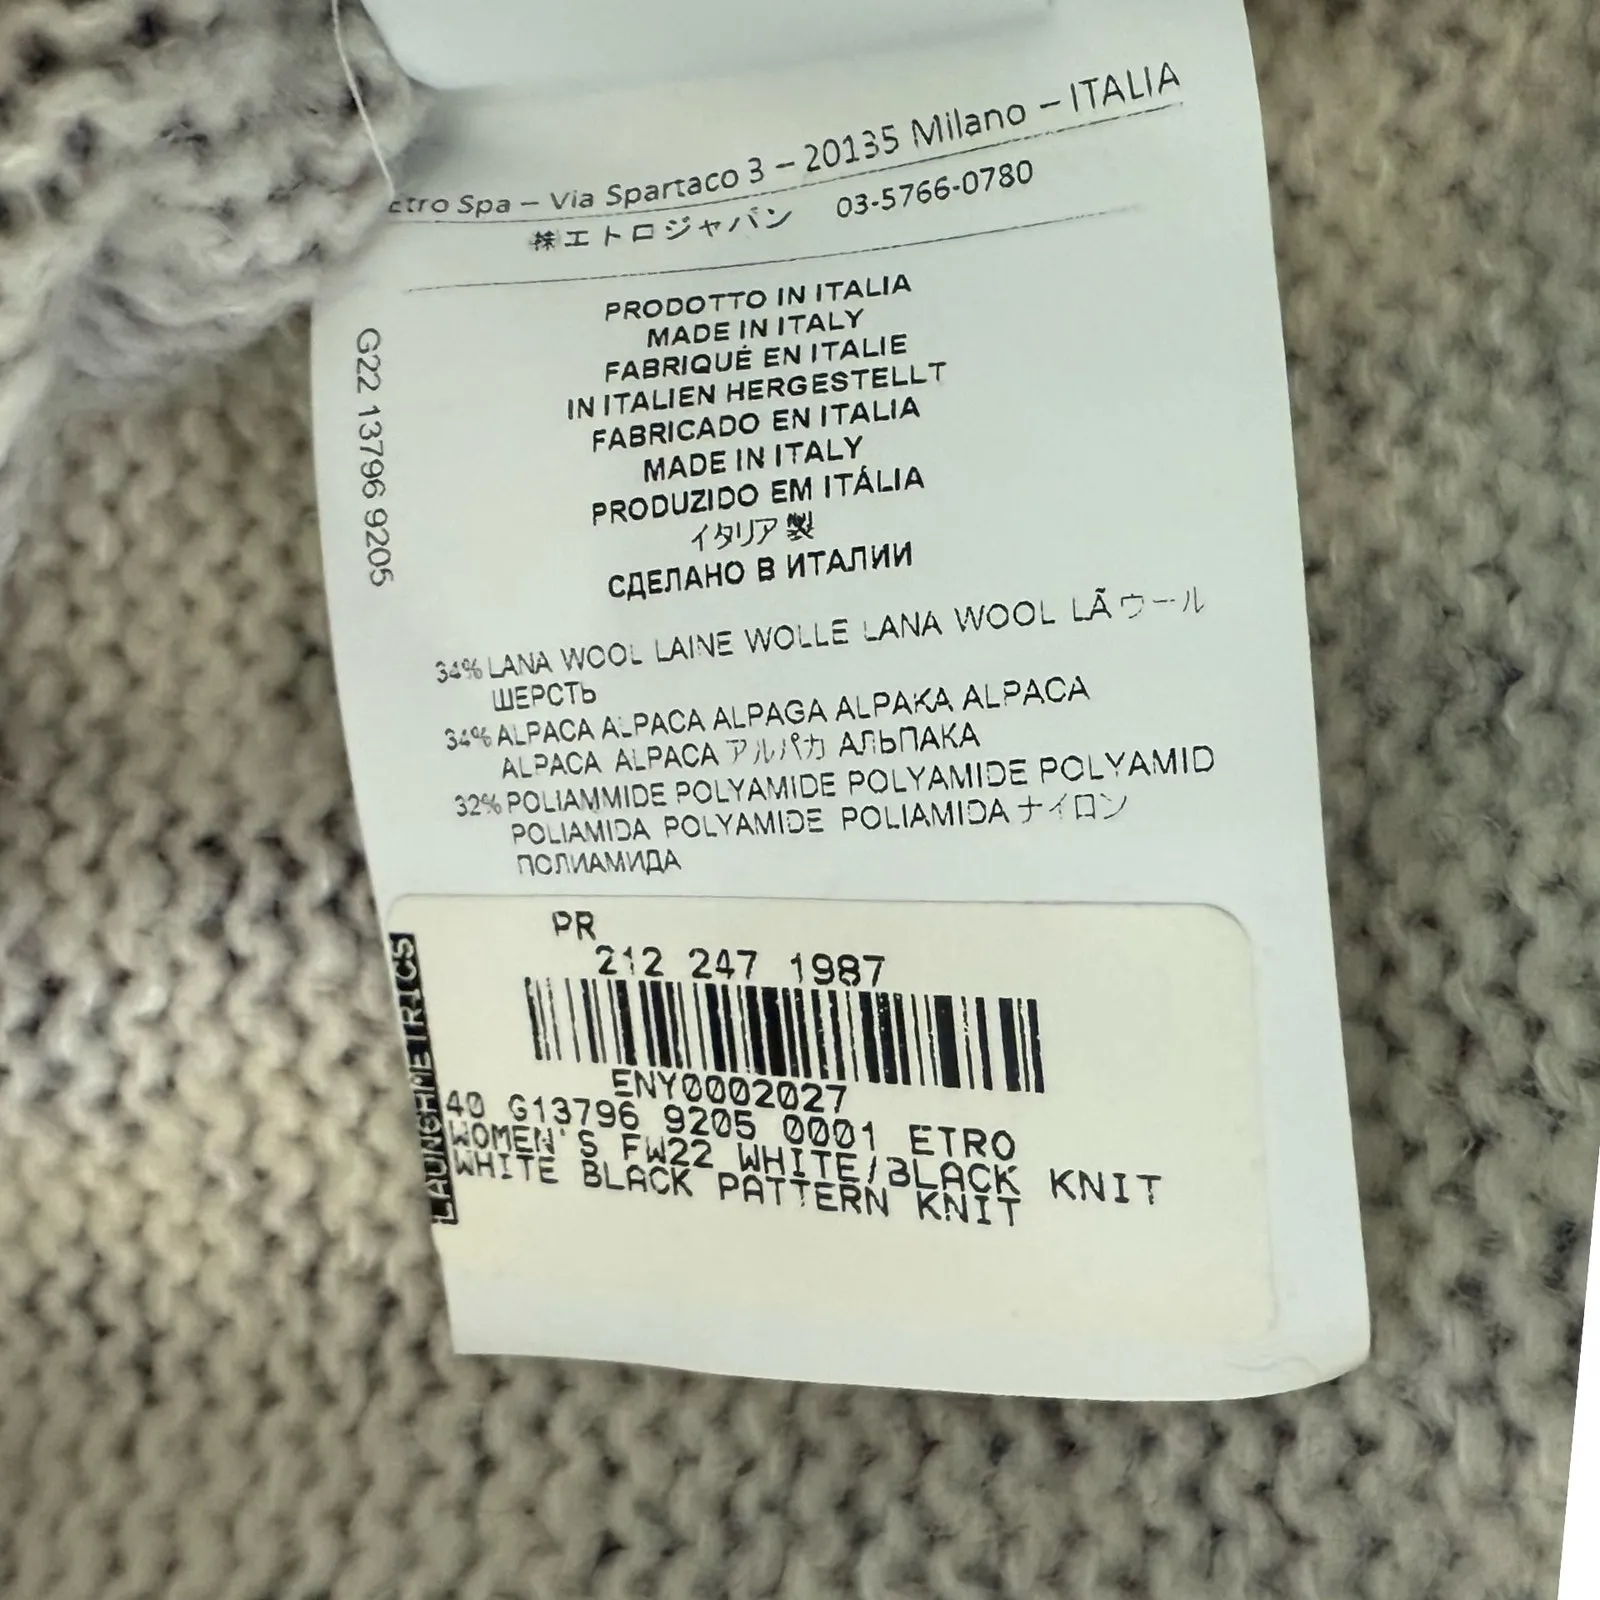 Etro Spa – Via Spartaco 3 – 20135 Milano – ITALIA
㈱エトロジャパン 03-5766-0780
G22 13796 9205
PRODOTTO IN ITALIA
MADE IN ITALY
FABRIQUÉ EN ITALIE
IN ITALIEN HERGESTELLT
FABRICADO EN ITALIA
MADE IN ITALY
PRODUZIDO EM ITÁLIA
イタリア製
СДЕЛАНО В ИТАЛИИ
34% LANA WOOL LAINE WOLLE LANA WOOL LÃ ウール
ШЕРСТЬ
34% ALPACA ALPACA ALPAGA ALPAKA ALPACA
ALPACA ALPACA アルパカ АЛЬПАКА
32% POLIAMMIDE POLYAMIDE POLYAMIDE POLYAMID
POLIAMIDA POLYAMIDE POLIAMIDA ナイロン
ПОЛИАМИДА
PR
212 247 1987
LAUNCHMETRICS
ENY0002027
40 G13796 9205 0001 ETRO
WOMEN'S FW22 WHITE/BLACK KNIT
WHITE BLACK PATTERN KNIT